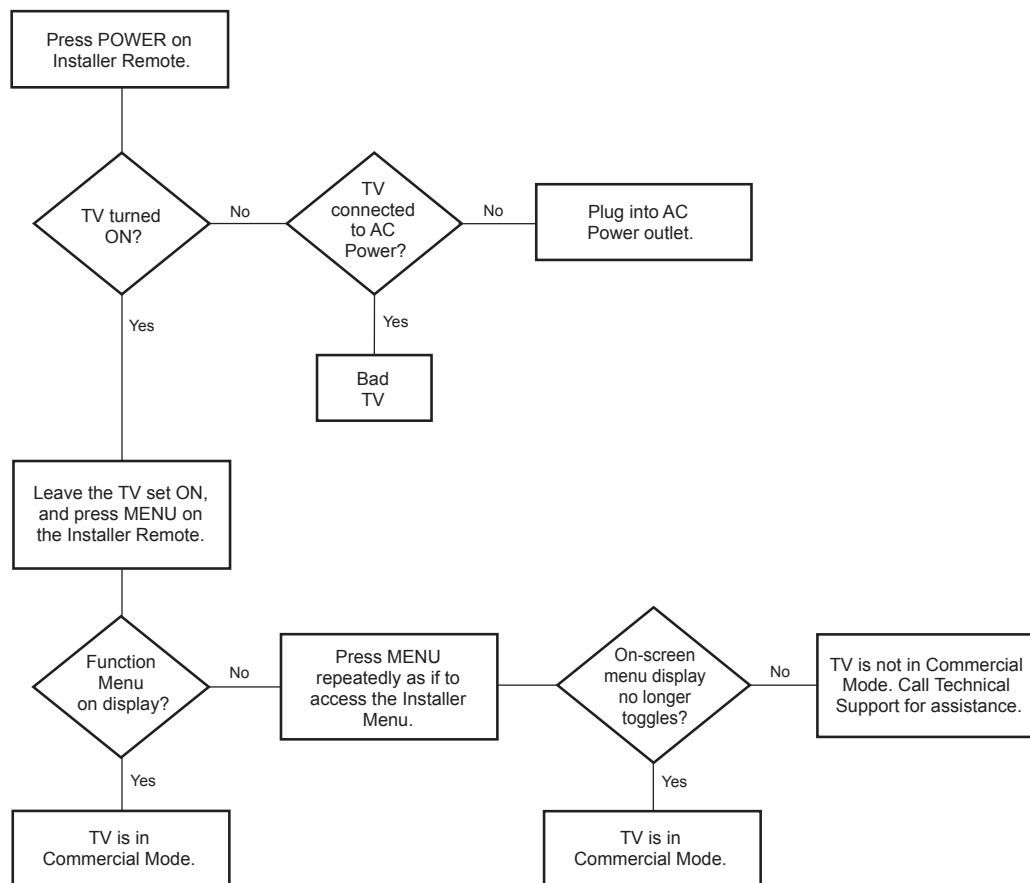 Press POWER on
Installer Remote.
TV turned
ON?
No
TV
connected
to AC
Power?
No
Plug into AC
Power outlet.
Yes
Yes
Bad
TV
Leave the TV set ON,
and press MENU on
the Installer Remote.
Function
Menu
on display?
No
Press MENU
repeatedly as if to
access the Installer
Menu.
On-screen
menu display
no longer
toggles?
No
TV is not in Commercial
Mode. Call Technical
Support for assistance.
Yes
Yes
TV is in
Commercial Mode.
TV is in
Commercial Mode.